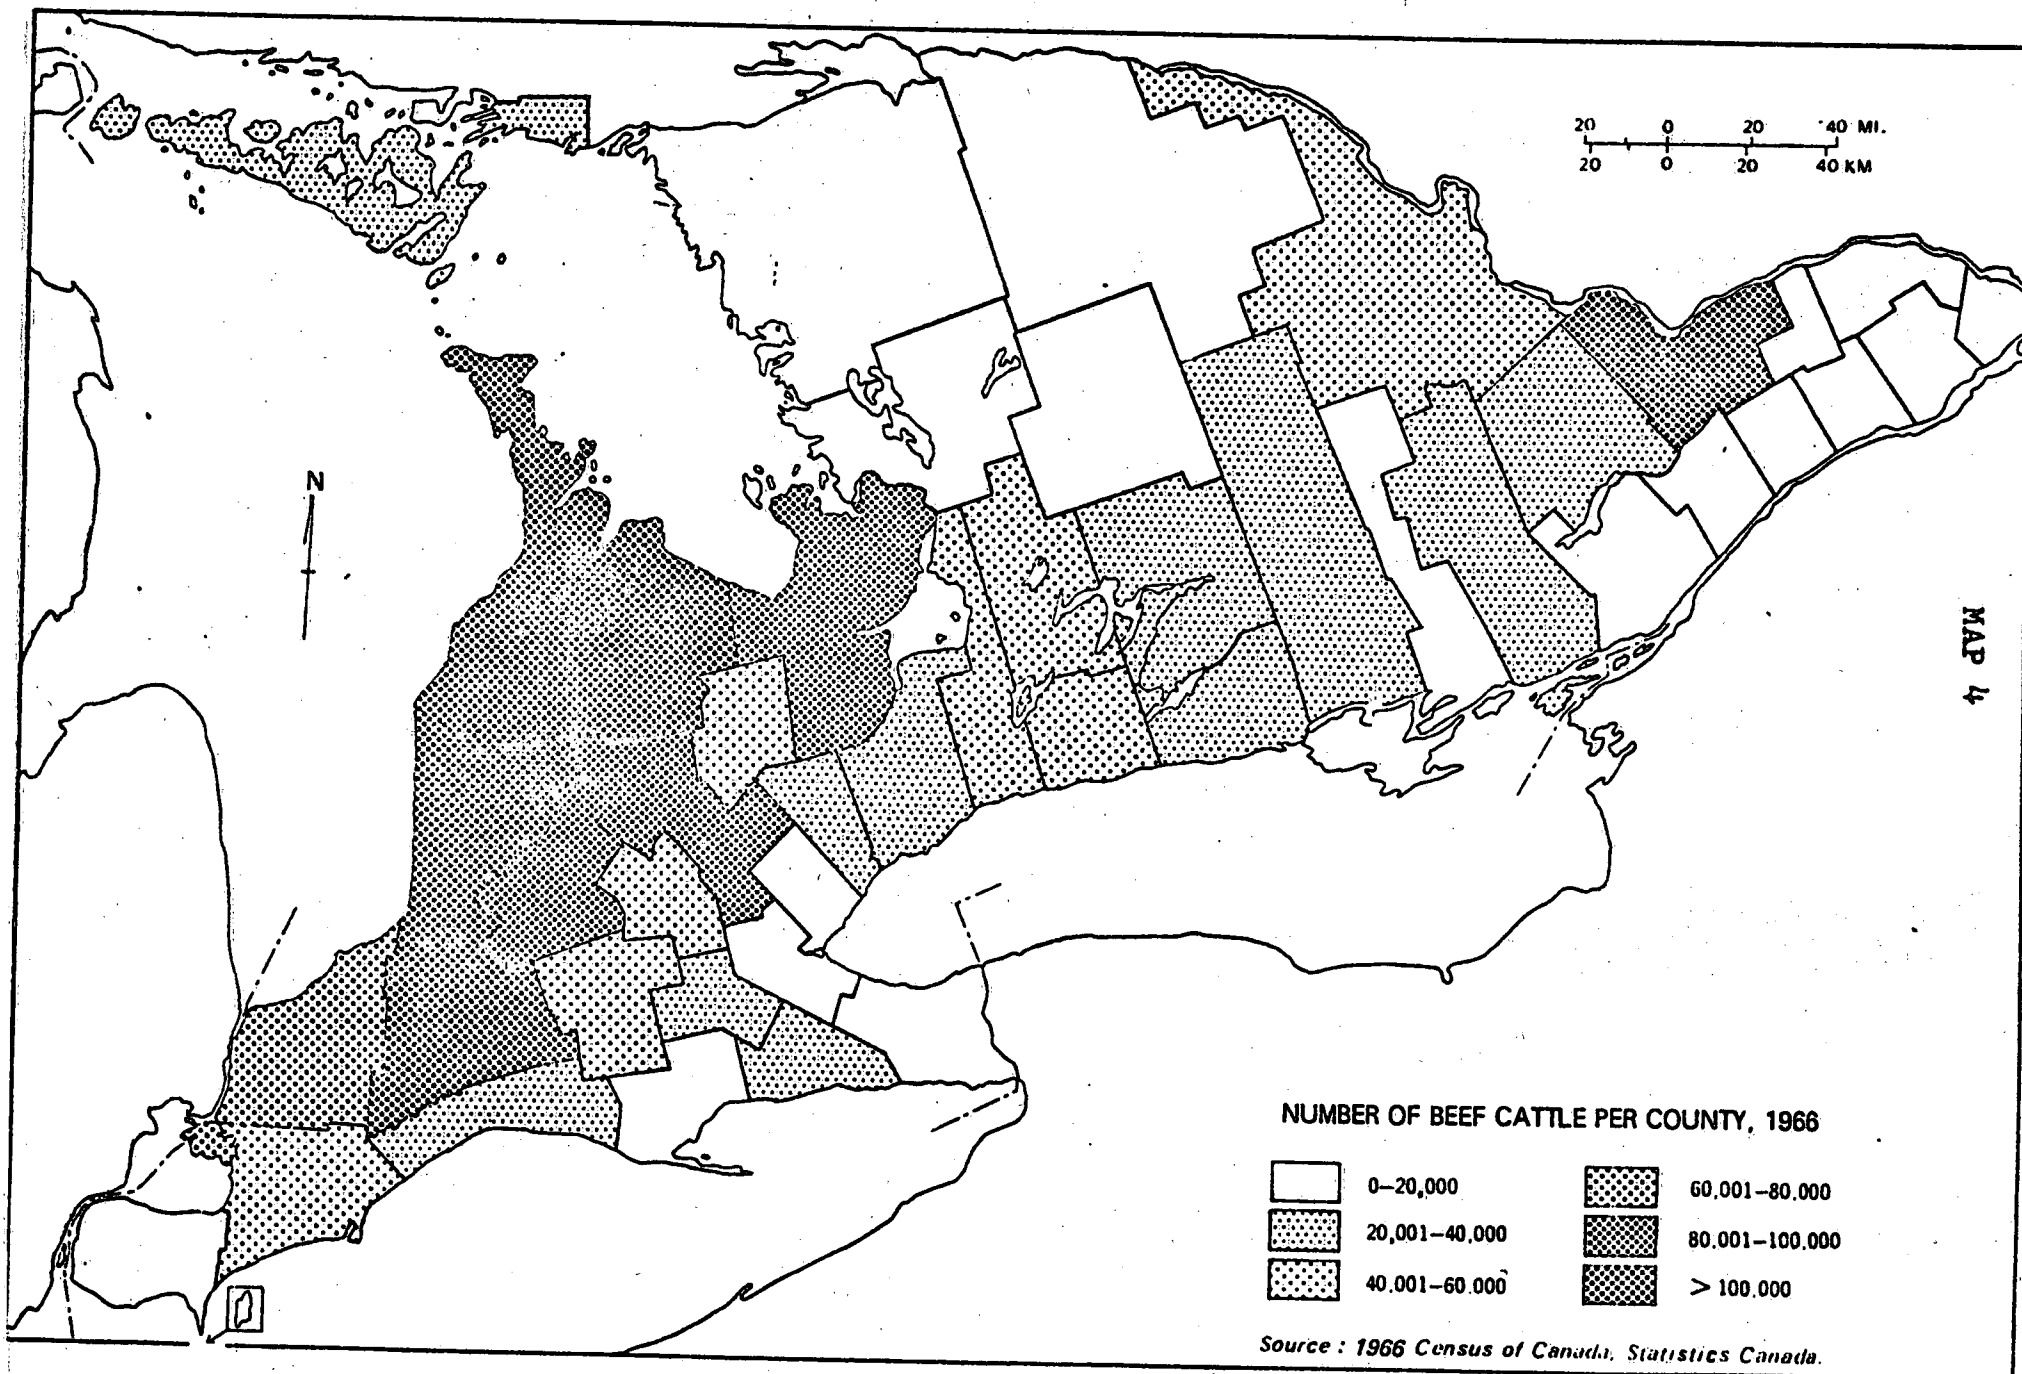 20 0 20 40 MI.
20 0 20 40 KM
N
MAP 4
NUMBER OF BEEF CATTLE PER COUNTY, 1966
0–20,000
20,001–40,000
40.001–60.000
60,001–80.000
80.001–100,000
> 100,000
Source : 1966 Census of Canada, Statistics Canada.